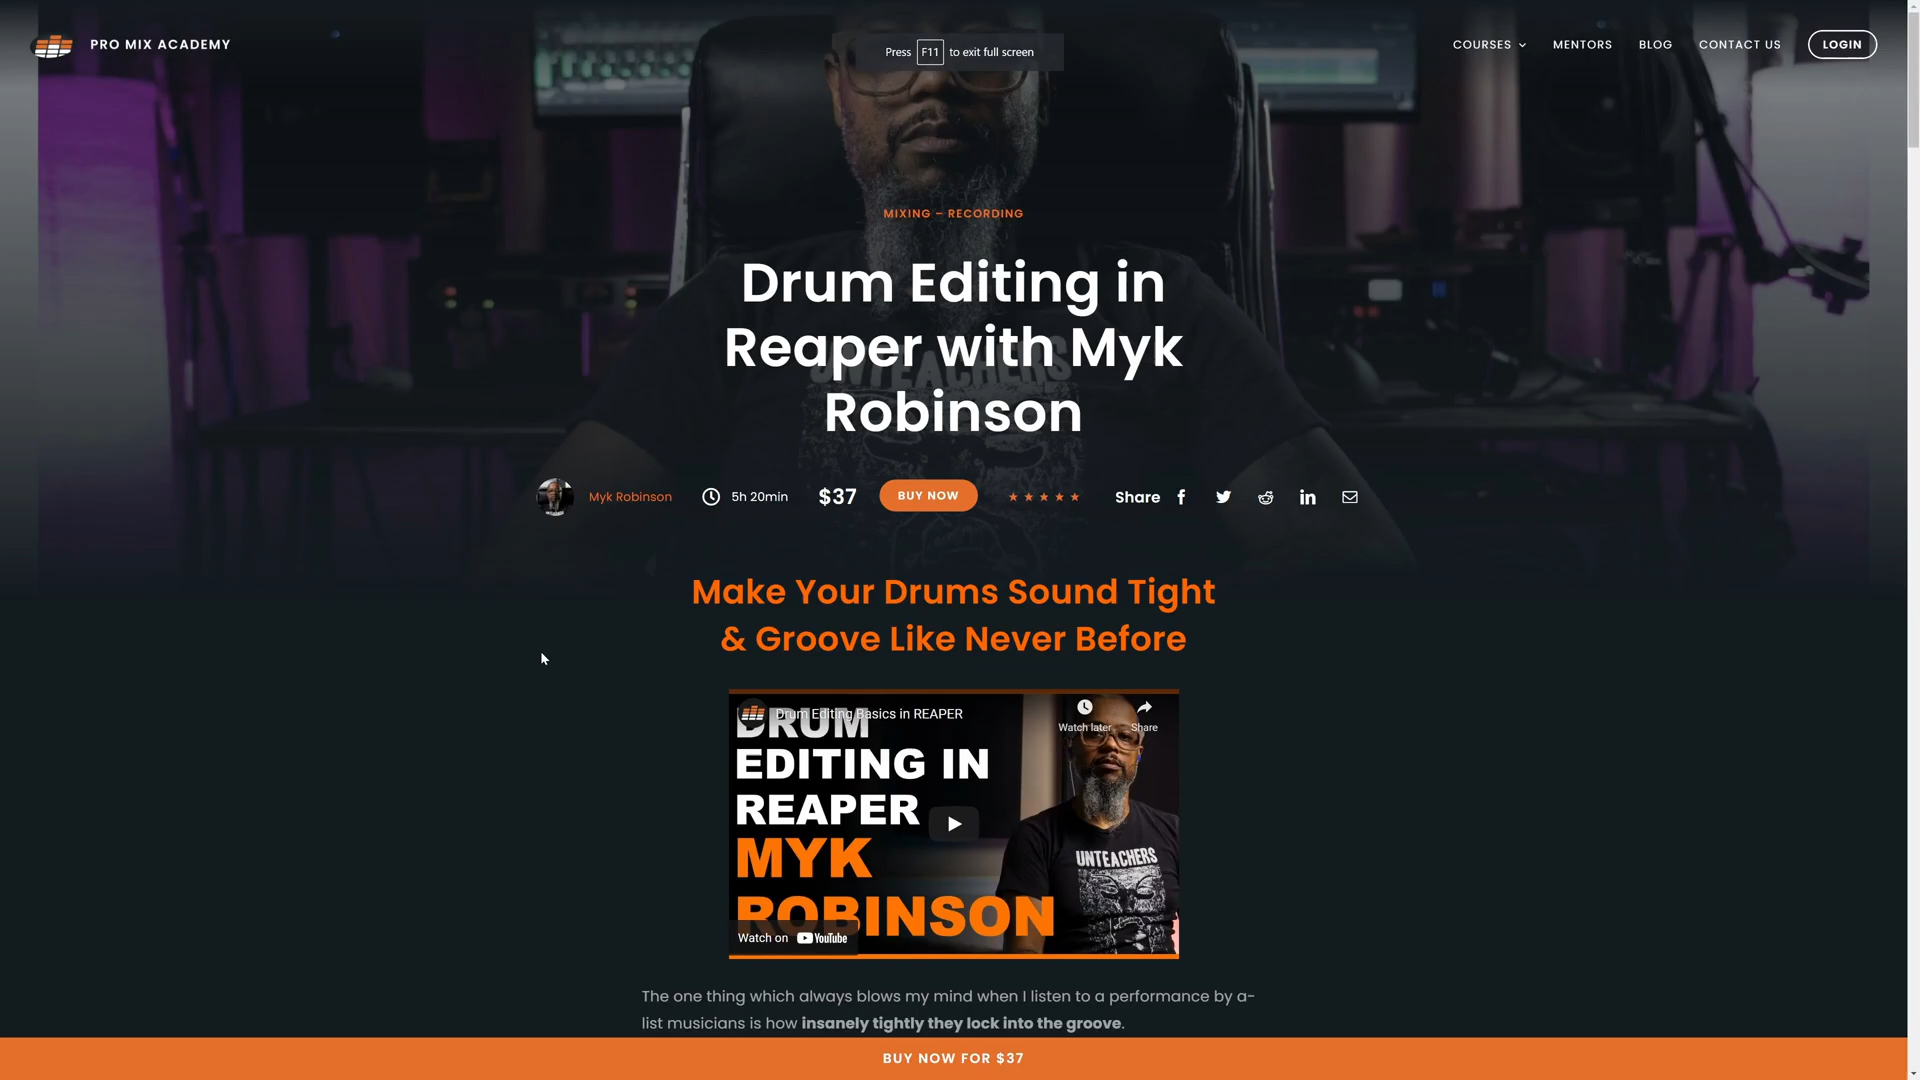 PRO MIX ACADEMY
Press F11 to exit full screen
COURSES
MENTORS
BLOG
CONTACT US
LOGIN
MIXING – RECORDING
Drum Editing in
Reaper with Myk
Robinson
Myk Robinson
5h 20min
$37
BUY NOW
Share
Make Your Drums Sound Tight
& Groove Like Never Before
Drum Editing Basics in REAPER
Watch later
Share
DRUM
EDITING IN
REAPER
MYK
ROBINSON
UNTEACHERS
Watch on YouTube
The one thing which always blows my mind when I listen to a performance by a-
list musicians is how insanely tightly they lock into the groove.
BUY NOW FOR $37